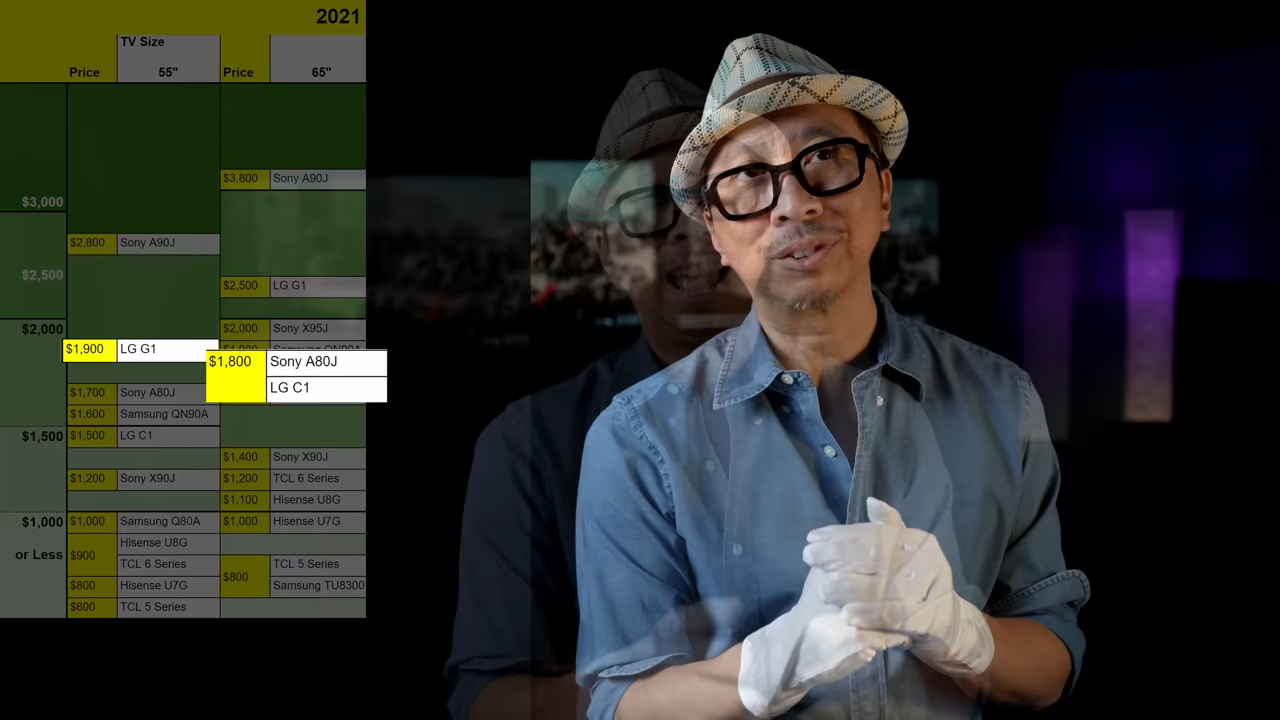 2021
TV Size
Price 55" Price 65"
$3,800 Sony A90J
$3,000
$2,800 Sony A90J
$2,500
$2,500 LG G1
$2,000
$2,000 Sony X95J
$1,900 LG G1
$1,900 Samsung QN90A
$1,800 Sony A80J
LG C1
$1,700 Sony A80J
$1,600 Samsung QN90A
$1,500
$1,500 LG C1
$1,400 Sony X90J
$1,200 Sony X90J
$1,200 TCL 6 Series
$1,100 Hisense U8G
$1,000
$1,000 Samsung Q80A
$1,000 Hisense U7G
or Less
$900
Hisense U8G
TCL 6 Series
$800
TCL 5 Series
Samsung TU8300
$800 Hisense U7G
$600 TCL 5 Series